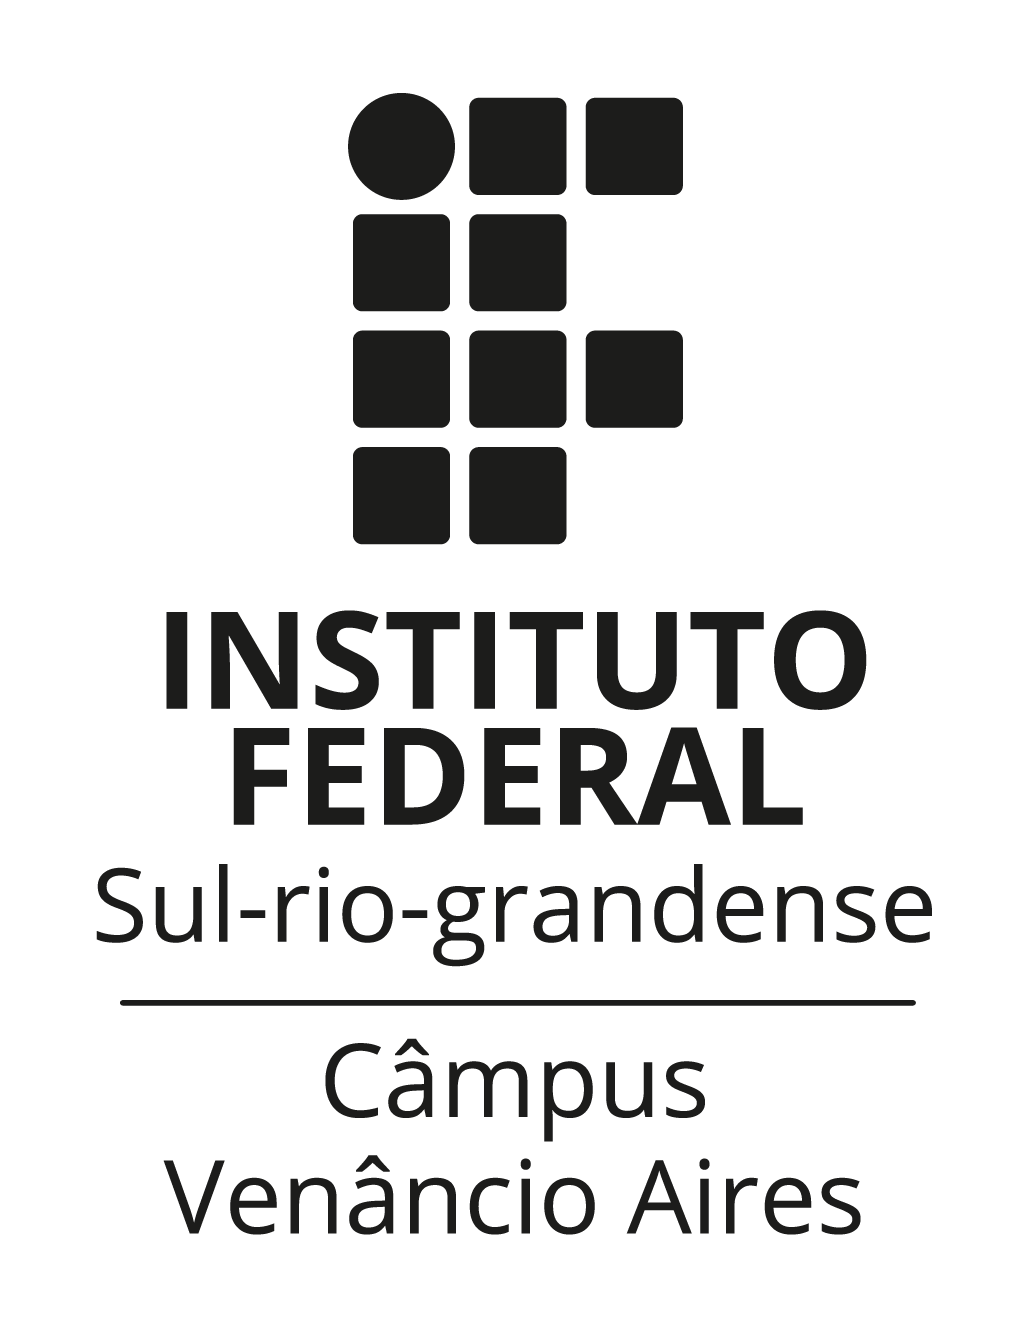 INSTITUTO
FEDERAL
Sul-rio-grandense
Câmpus
Venâncio Aires